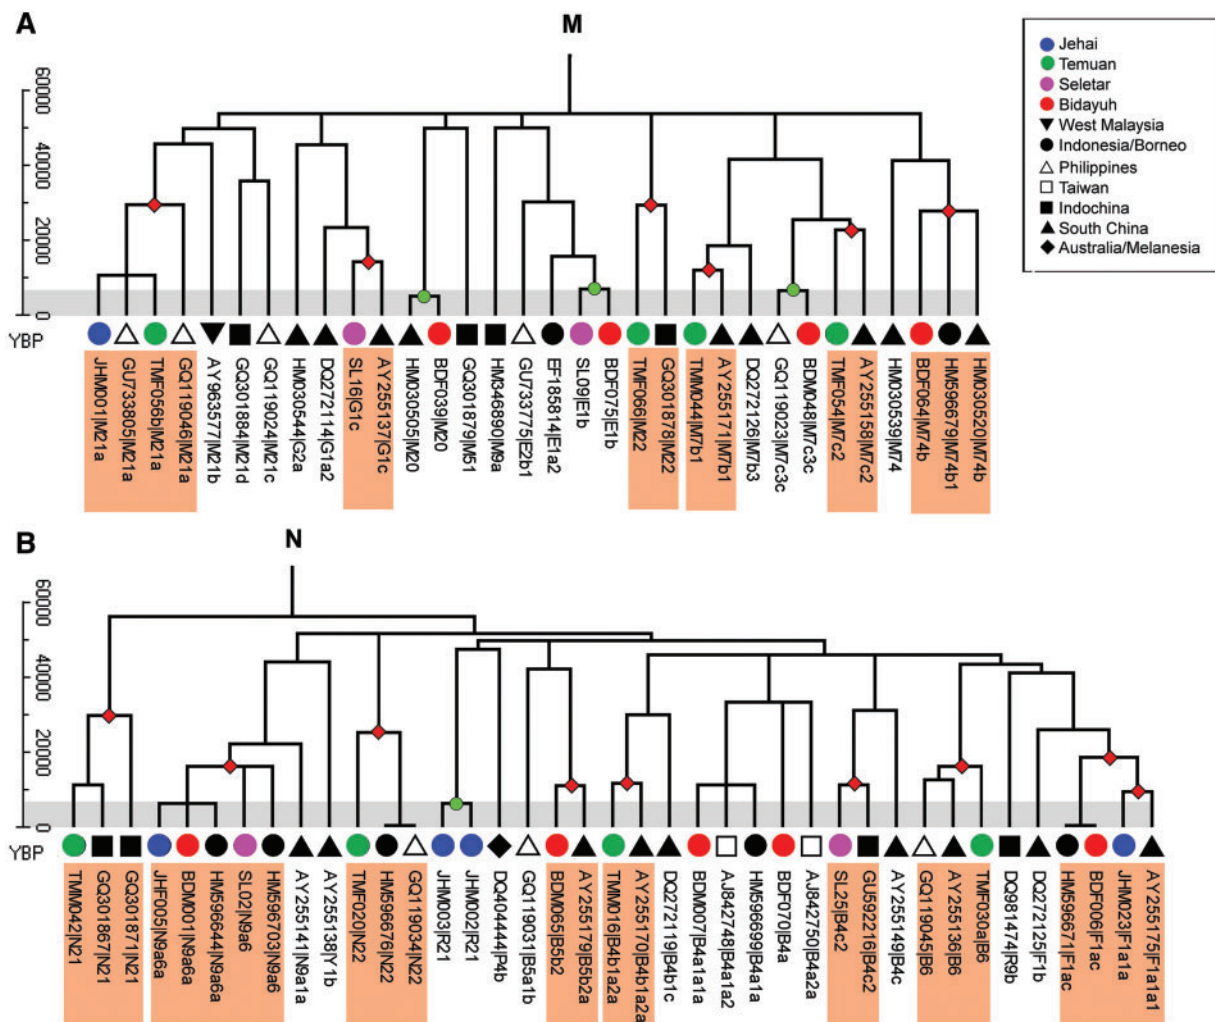 A
M
Jehai
Temuan
Seletar
Bidayuh
West Malaysia
Indonesia/Borneo
Philippines
Taiwan
Indochina
South China
Australia/Melanesia
60000
40000
20000
0
YBP
JHM001|M21a
GU733805|M21a
TMF056b|M21a
GQ119046|M21a
AY963577|M21b
GQ301884|M21d
GQ119024|M21c
HM030544|G2a
DQ272114|G1a2
SL16|G1c
AY255137|G1c
HM030505|M20
BDF039|M20
GQ301879|M51
HM346890|M9a
GU733775|E2b1
EF185814|E1a2
SL09|E1b
BDF075|E1b
TMF066|M22
GQ301878|M22
TMM044|M7b1
AY255171|M7b1
DQ272126|M7b3
GQ119023|M7c3c
BDM048|M7c3c
TMF054|M7c2
AY255158|M7c2
HM030539|M74
BDF064|M74b
HM596679|M74b1
HM030520|M74b
B
N
60000
40000
20000
0
YBP
TMM042|N21
GQ301867|N21
GQ301871|N21
JHF005|N9a6a
BDM001|N9a6a
HM596644|N9a6a
SL02|N9a6
HM596703|N9a6
AY255141|N9a1a
AY255138|Y1b
TMF020|N22
HM596676|N22
GQ119034|N22
JHM003|R21
JHM002|R21
DQ404444|P4b
GQ119031|B5a1b
BDM065|B5b2
AY255179|B5b2a
TMM016|B4b1a2a
AY255170|B4b1a2a
DQ272119|B4b1c
BDM007|B4a1a1a
AJ842748|B4a1a2
HM596699|B4a1a
BDF070|B4a
AJ842750|B4a2a
SL25|B4c2
GU592216|B4c2
AY255149|B4c
GQ119045|B6
AY255136|B6
TMF030a|B6
DQ981474|R9b
DQ272125|F1b
HM596671|F1ac
BDF006|F1ac
JHM023|F1a1a
AY255175|F1a1a1